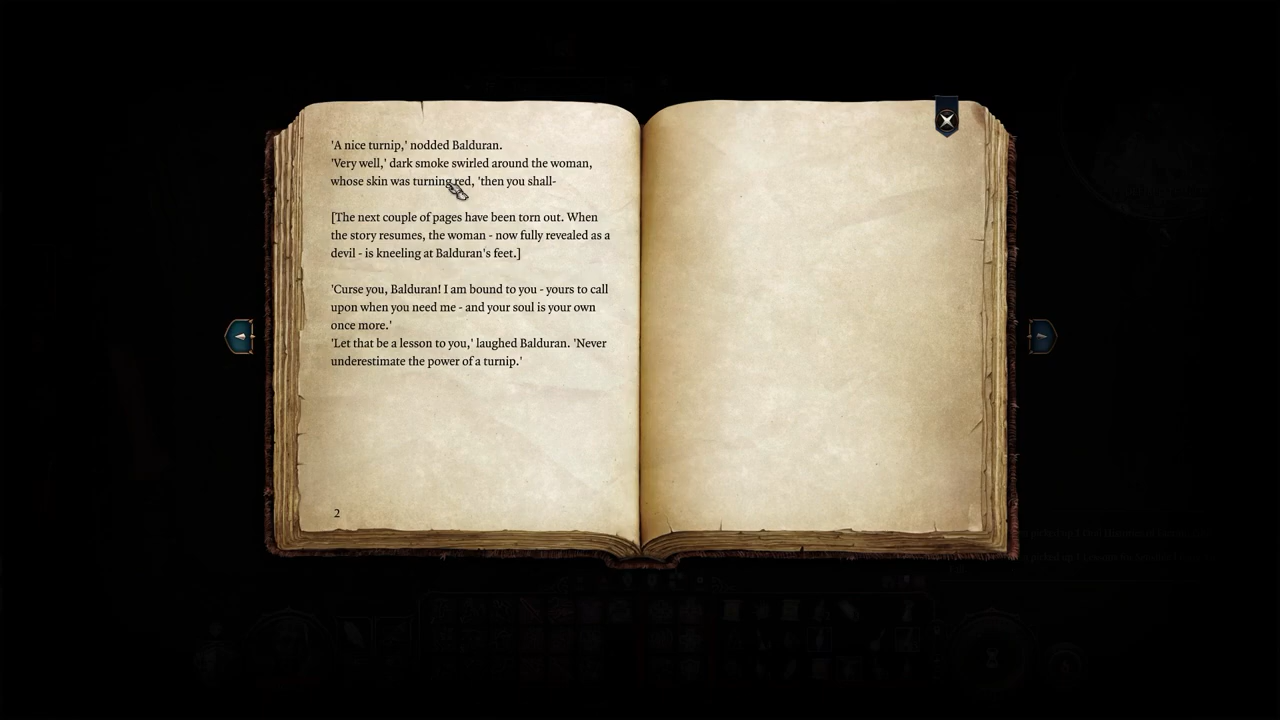 'A nice turnip,' nodded Balduran.
'Very well,' dark smoke swirled around the woman,
whose skin was turning red, 'then you shall-
[The next couple of pages have been torn out. When
the story resumes, the woman - now fully revealed as a
devil - is kneeling at Balduran's feet.]
'Curse you, Balduran! I am bound to you - yours to call
upon when you need me - and your soul is your own
once more.'
'Let that be a lesson to you,' laughed Balduran. 'Never
underestimate the power of a turnip.'
2